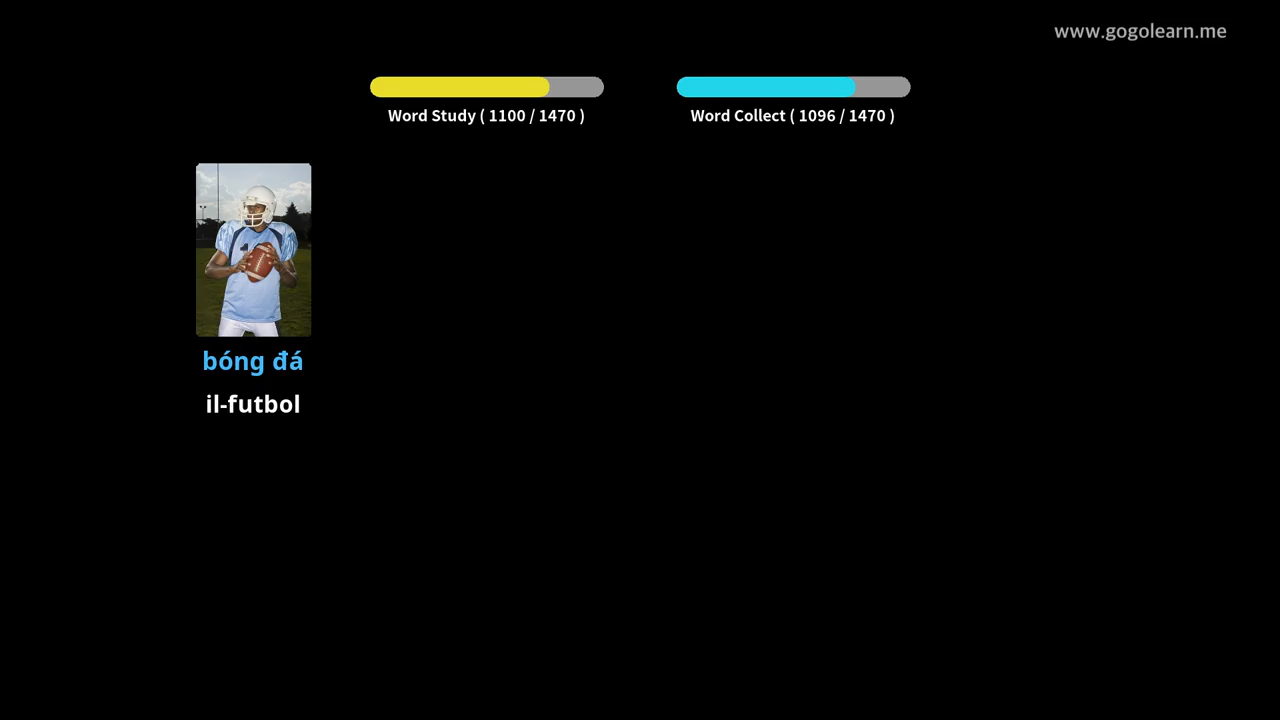 www.gogolearn.me
Word Study ( 1100 / 1470 )
Word Collect ( 1096 / 1470 )
bóng đá
il-futbol